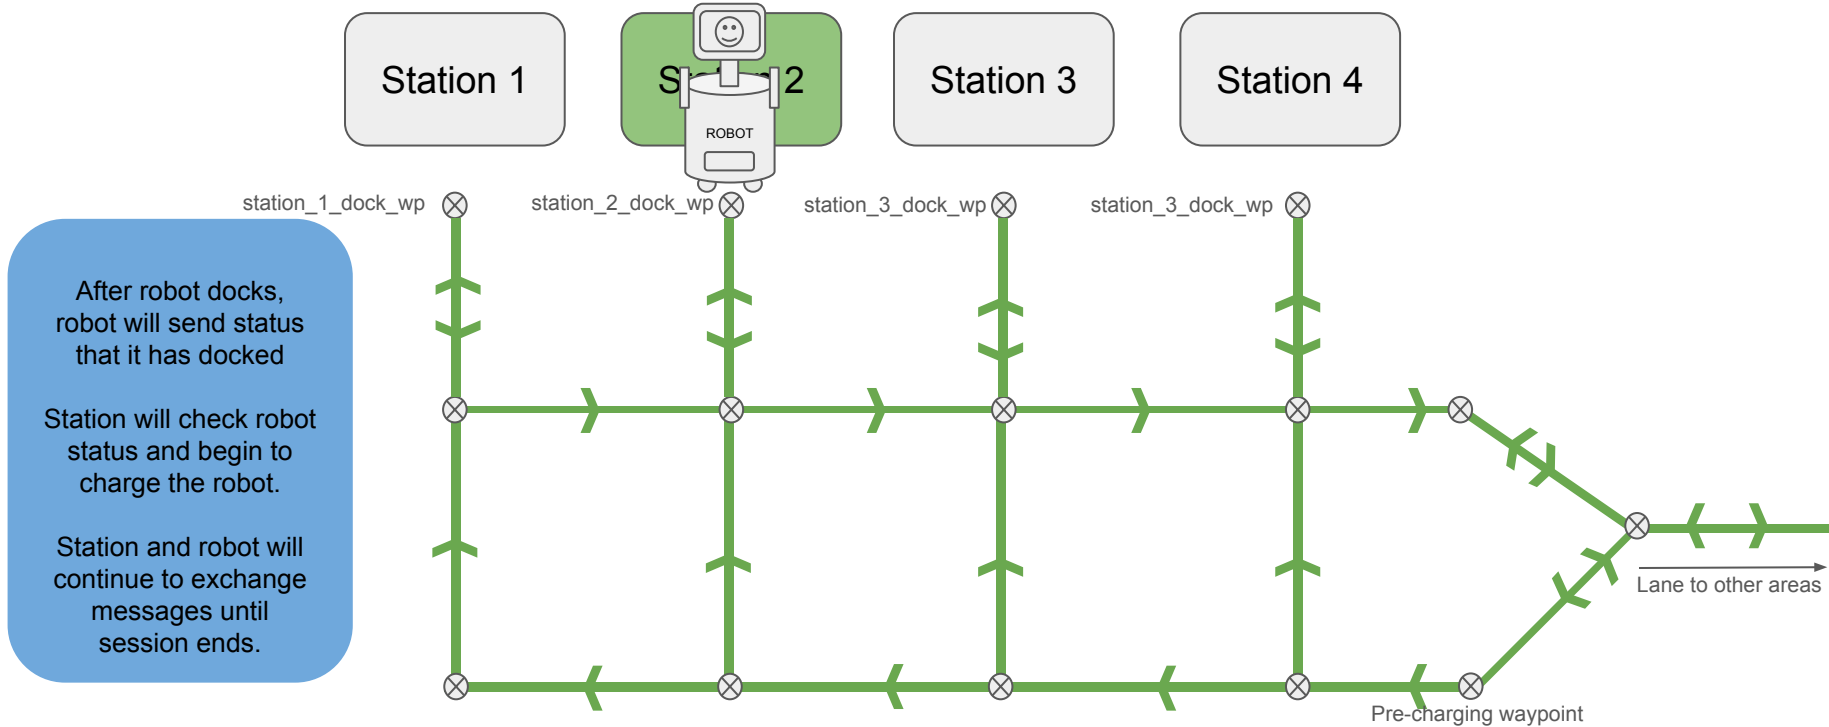 Station 1
S 2
Station 3
Station 4
ROBOT
station_1_dock_wp
station_2_dock_wp
station_3_dock_wp
station_3_dock_wp
After robot docks,
robot will send status
that it has docked
Station will check robot
status and begin to
charge the robot.
Station and robot will
continue to exchange
messages until
session ends.
Lane to other areas
Pre-charging waypoint